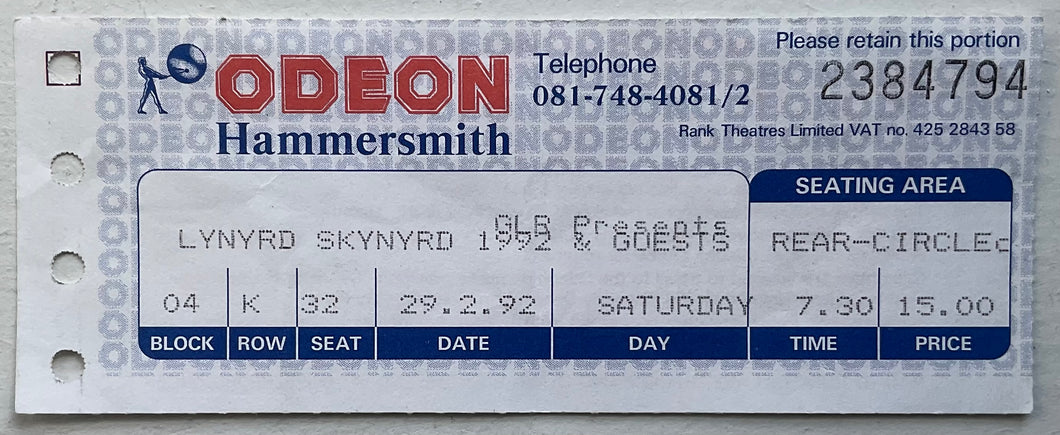 Please retain this portion
ODEON
Telephone
2384794
081-748-4081/2
Hammersmith
Rank Theatres Limited VAT no. 425 2843 58
SEATING AREA
GLR Presents
LYNYRD SKYNYRD 1992 & GUESTS REAR-CIRCLE
04 K 32 29.2.92 SATURDAY 7.30 15.00
BLOCK ROW SEAT DATE DAY TIME PRICE